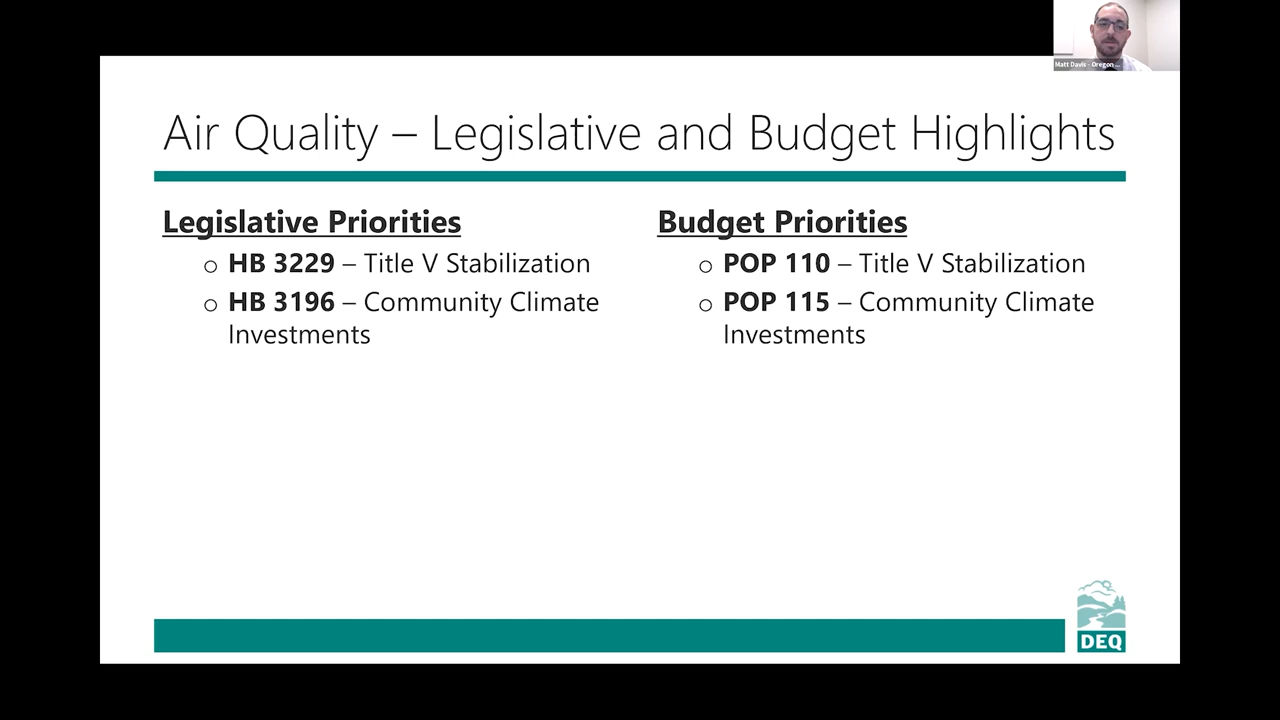 Matt Davis - Oregon ...
Air Quality – Legislative and Budget Highlights
Legislative Priorities
o HB 3229 – Title V Stabilization
o HB 3196 – Community Climate
Investments
Budget Priorities
o POP 110 – Title V Stabilization
o POP 115 – Community Climate
Investments
DEQ